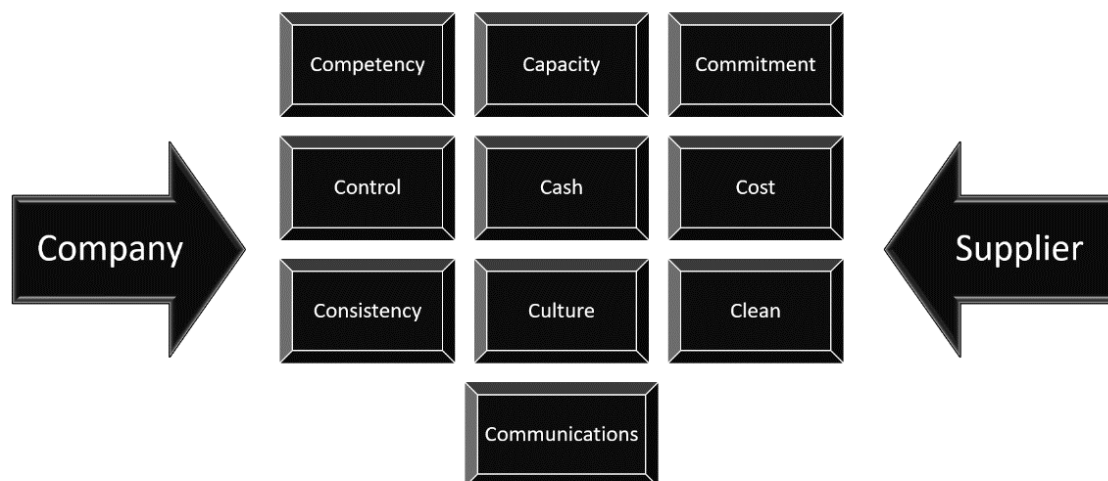 Competency
Capacity
Commitment
Control
Cash
Cost
Company
Supplier
Consistency
Culture
Clean
Communications